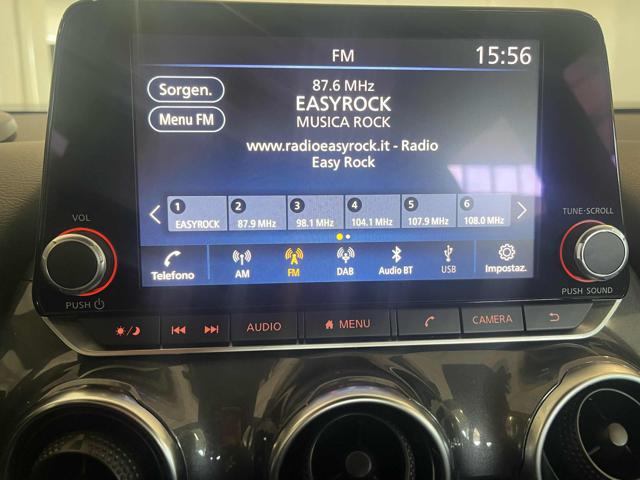 FM
15:56
Sorgen.
Menu FM
87.6 MHz
EASYROCK
MUSICA ROCK
www.radioeasyrock.it - Radio
Easy Rock
1 EASYROCK
2 87.9 MHz
3 98.1 MHz
4 104.1 MHz
5 107.9 MHz
6 108.0 MHz
Telefono
AM
FM
DAB
Audio BT
USB
Impostaz.
VOL
PUSH
TUNE·SCROLL
PUSH SOUND
AUDIO
MENU
CAMERA